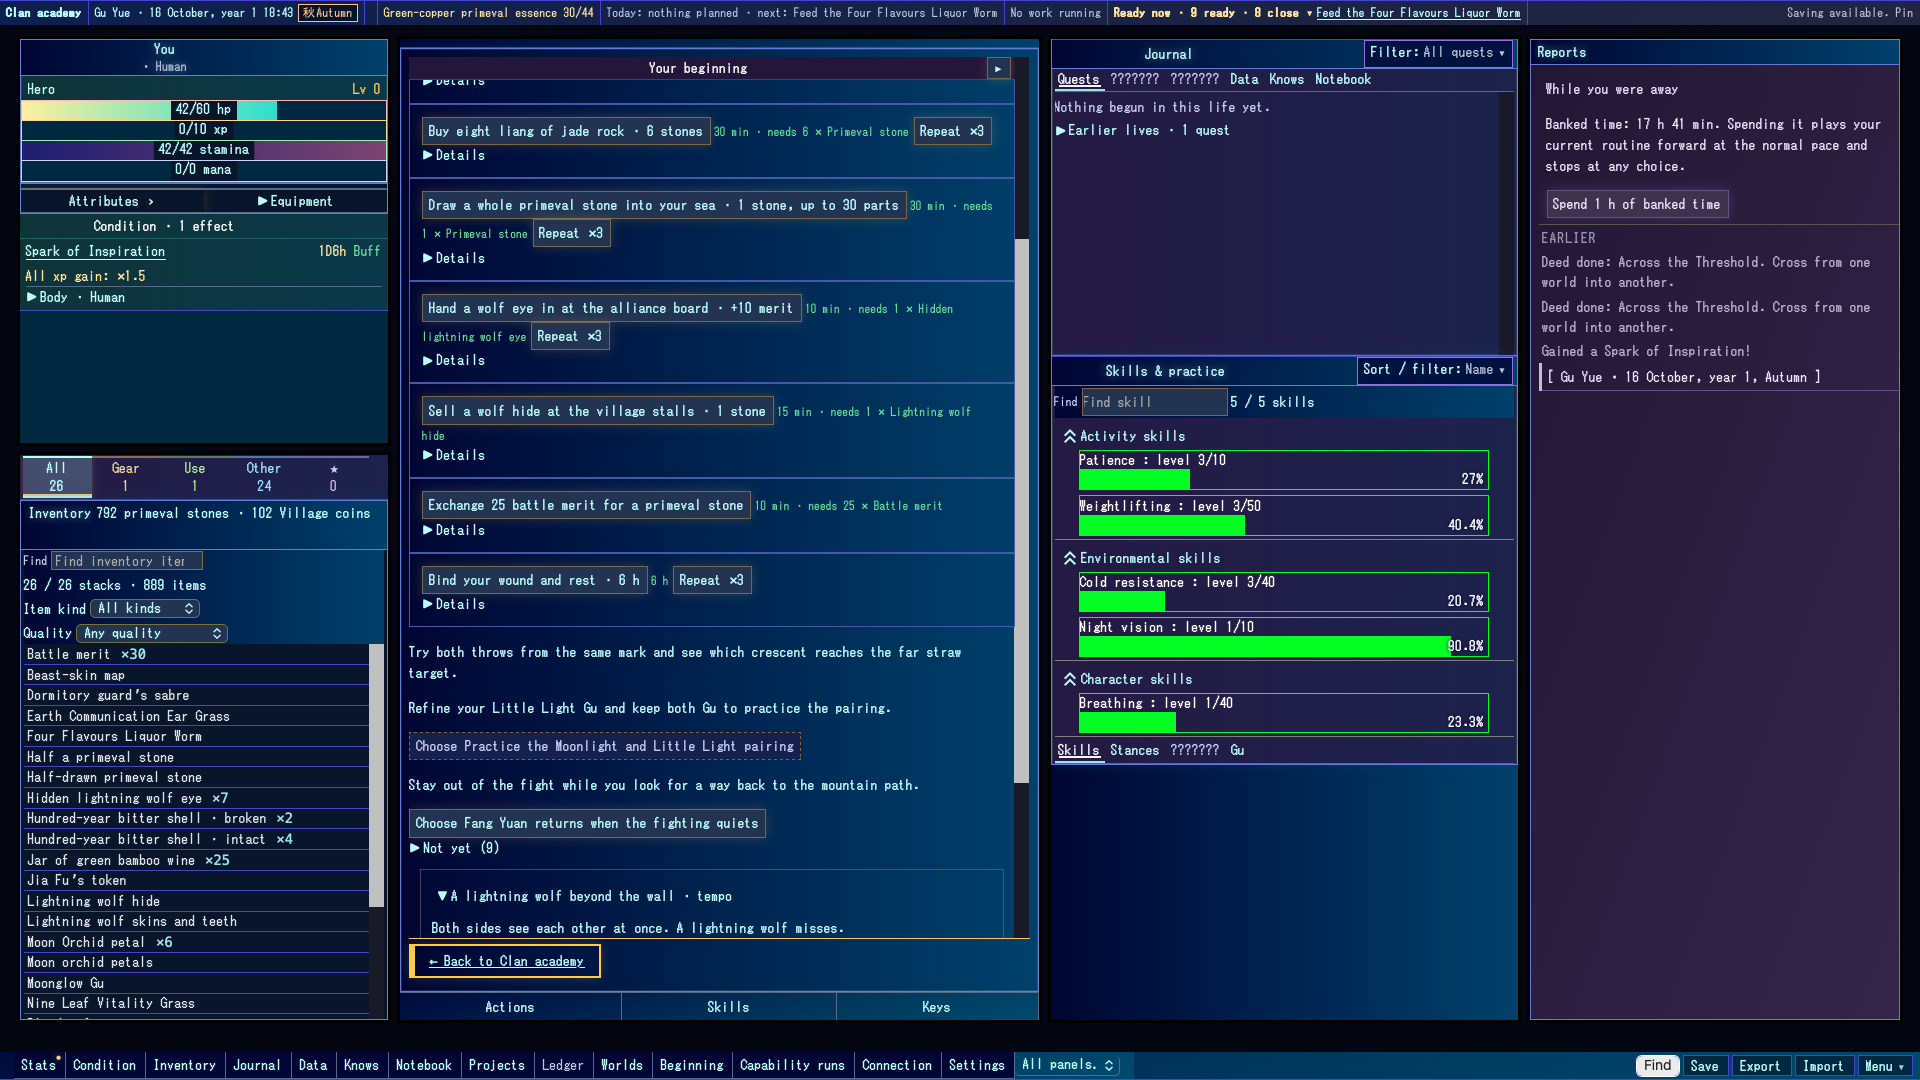 Clan academy
Gu Yue · 16 October, year 1 18:43 秋Autumn
Green-copper primeval essence 30/44
Today: nothing planned · next: Feed the Four Flavours Liquor Worm
No work running
Ready now · 9 ready · 8 close ▾ Feed the Four Flavours Liquor Worm
Saving available. Pin
You
· Human
Hero Lv 0
42/60 hp
0/10 xp
42/42 stamina
0/0 mana
Attributes ›
▶Equipment
Condition · 1 effect
Spark of Inspiration 1D6h Buff
All xp gain: ×1.5
▶Body · Human
All Gear Use Other ★
26 1 1 24 0
Inventory 792 primeval stones · 102 Village coins
Find Find inventory iter
26 / 26 stacks · 889 items
Item kind All kinds
Quality Any quality
Battle merit ×30
Beast-skin map
Dormitory guard's sabre
Earth Communication Ear Grass
Four Flavours Liquor Worm
Half a primeval stone
Half-drawn primeval stone
Hidden lightning wolf eye ×7
Hundred-year bitter shell · broken ×2
Hundred-year bitter shell · intact ×4
Jar of green bamboo wine ×25
Jia Fu's token
Lightning wolf hide
Lightning wolf skins and teeth
Moon Orchid petal ×6
Moon orchid petals
Moonglow Gu
Nine Leaf Vitality Grass
Your beginning ▸
▶Details
Buy eight liang of jade rock · 6 stones 30 min · needs 6 × Primeval stone Repeat ×3
▶Details
Draw a whole primeval stone into your sea · 1 stone, up to 30 parts 30 min · needs
1 × Primeval stone Repeat ×3
▶Details
Hand a wolf eye in at the alliance board · +10 merit 10 min · needs 1 × Hidden
lightning wolf eye Repeat ×3
▶Details
Sell a wolf hide at the village stalls · 1 stone 15 min · needs 1 × Lightning wolf
hide
▶Details
Exchange 25 battle merit for a primeval stone 10 min · needs 25 × Battle merit
▶Details
Bind your wound and rest · 6 h 6 h Repeat ×3
▶Details
Try both throws from the same mark and see which crescent reaches the far straw
target.
Refine your Little Light Gu and keep both Gu to practice the pairing.
Choose Practice the Moonlight and Little Light pairing
Stay out of the fight while you look for a way back to the mountain path.
Choose Fang Yuan returns when the fighting quiets
▶Not yet (9)
▼A lightning wolf beyond the wall · tempo
Both sides see each other at once. A lightning wolf misses.
← Back to Clan academy
Actions Skills Keys
Journal Filter: All quests ▾
Quests ??????? ??????? Data Knows Notebook
Nothing begun in this life yet.
▶Earlier lives · 1 quest
Skills & practice Sort / filter: Name ▾
Find Find skill 5 / 5 skills
Activity skills
Patience : level 3/10
27%
Weightlifting : level 3/50
40.4%
Environmental skills
Cold resistance : level 3/40
20.7%
Night vision : level 1/10
90.8%
Character skills
Breathing : level 1/40
23.3%
Skills Stances ??????? Gu
Reports
While you were away
Banked time: 17 h 41 min. Spending it plays your
current routine forward at the normal pace and
stops at any choice.
Spend 1 h of banked time
EARLIER
Deed done: Across the Threshold. Cross from one
world into another.
Deed done: Across the Threshold. Cross from one
world into another.
Gained a Spark of Inspiration!
[ Gu Yue · 16 October, year 1, Autumn ]
Stats Condition Inventory Journal Data Knows Notebook Projects Ledger Worlds Beginning Capability runs Connection Settings All panels.
Find Save Export Import Menu ▾